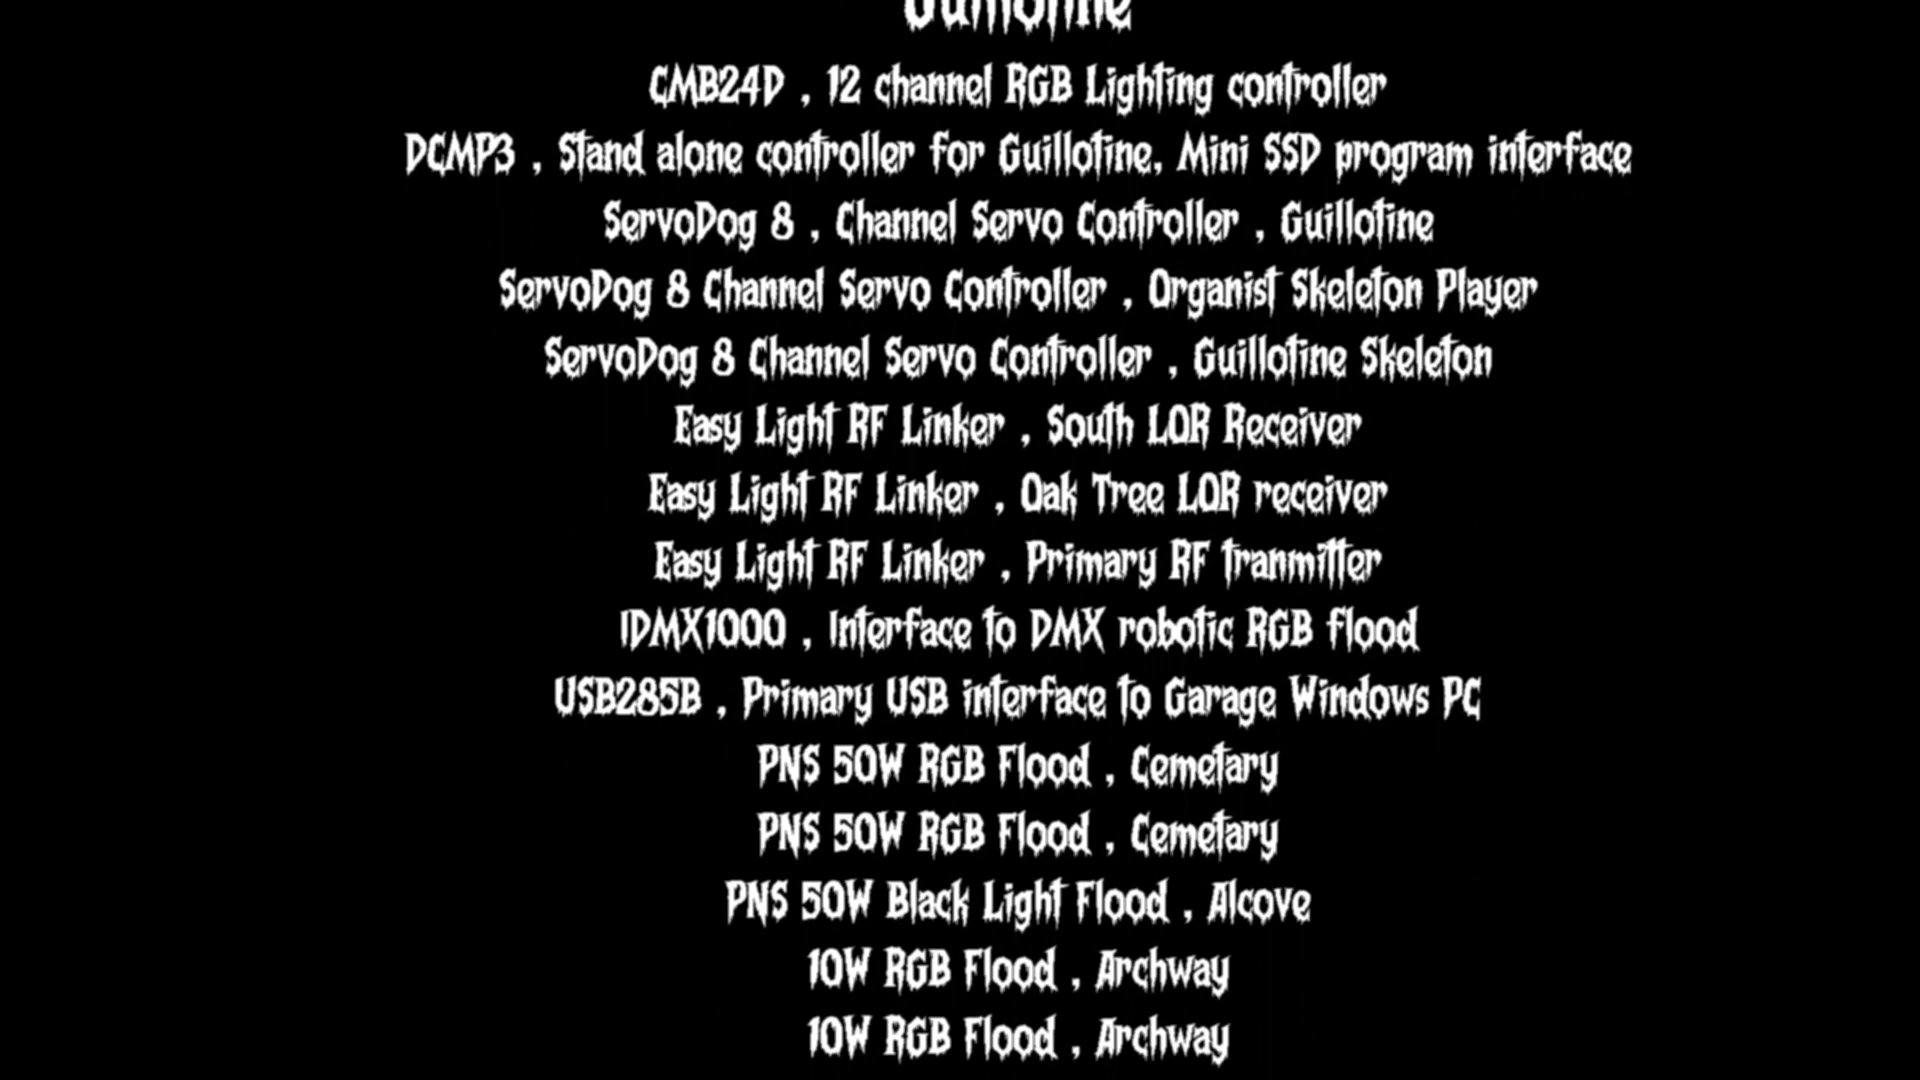 Guillotine
CMB24D , 12 channel RGB Lighting controller
DCMP3 , Stand alone controller for Guillotine, Mini SSD program interface
ServoDog 8 , Channel Servo Controller , Guillotine
ServoDog 8 Channel Servo Controller , Organist Skeleton Player
ServoDog 8 Channel Servo Controller , Guillotine Skeleton
Easy Light RF Linker , South LOR Receiver
Easy Light RF Linker , Oak Tree LOR receiver
Easy Light RF Linker , Primary RF tranmitter
IDMX1000 , Interface to DMX robotic RGB flood
USB285B , Primary USB interface to Garage Windows PC
PNS 50W RGB Flood , Cemetary
PNS 50W RGB Flood , Cemetary
PNS 50W Black Light Flood , Alcove
10W RGB Flood , Archway
10W RGB Flood , Archway